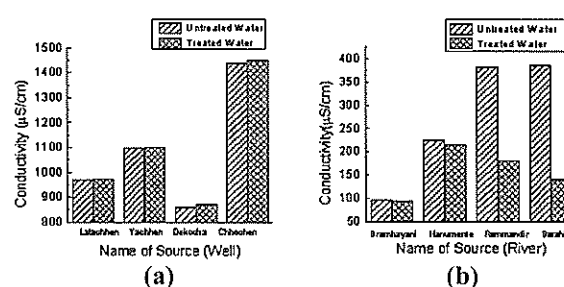 Untreated Water
Treated Water
Conductivity (µS/cm)
1500
1400
1300
1200
1100
1000
900
800
Latachhen Yachhen Dekocha Chhochen
Name of Source (Well)
(a)
Untreated Water
Treated Water
Conductivity(µS/cm)
400
350
300
250
200
150
100
50
Bramhayani Hanumante Rammandir Barahi
Name of Source (River)
(b)